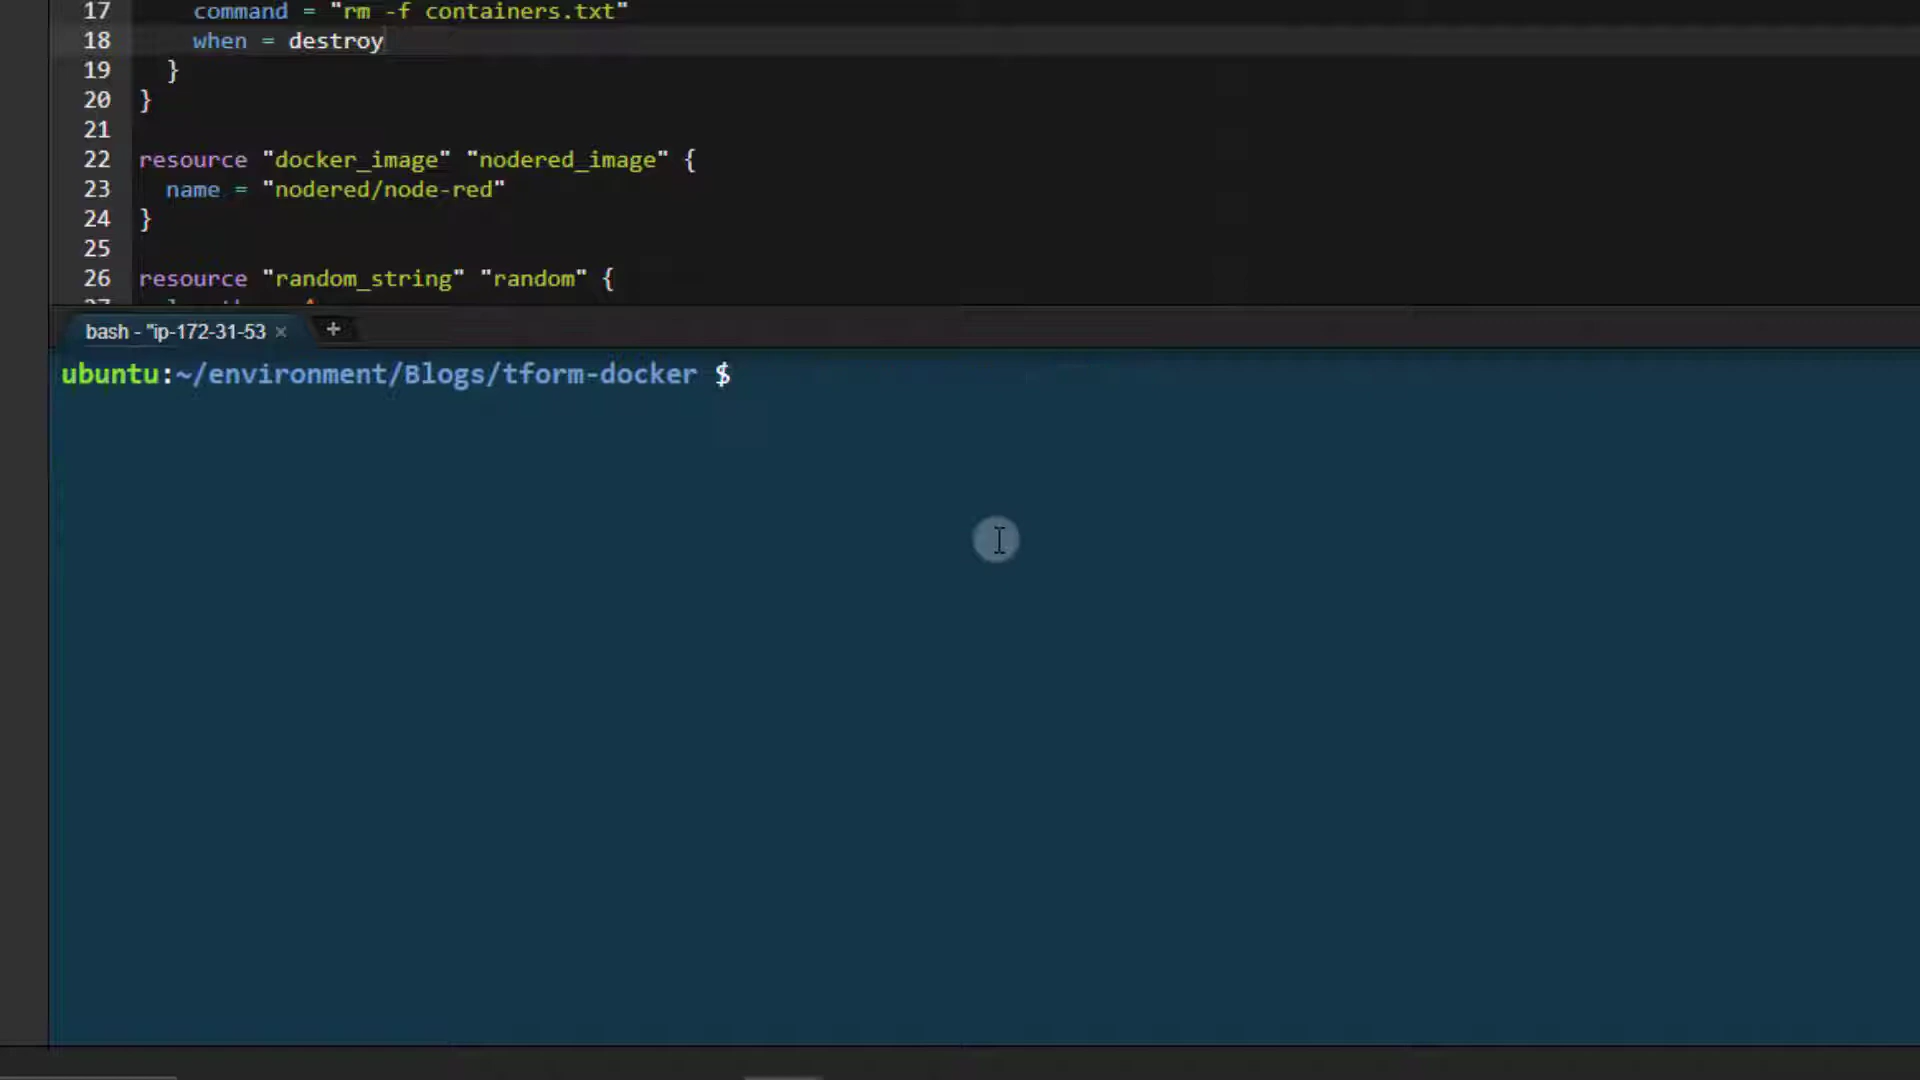 17 command = "rm -f containers.txt"
18 when = destroy
19 }
20 }
21
22 resource "docker_image" "nodered_image" {
23 name = "nodered/node-red"
24 }
25
26 resource "random_string" "random" {
bash - "ip-172-31-53 × +
ubuntu:~/environment/Blogs/tform-docker $